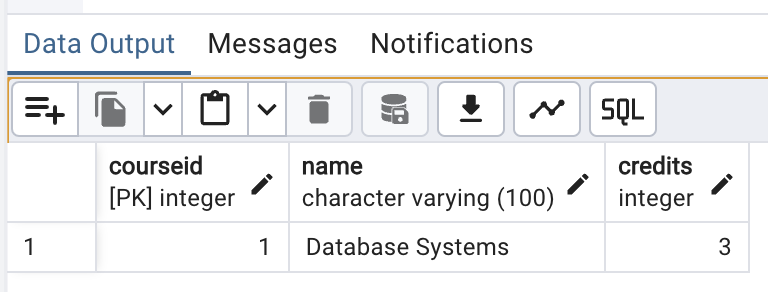 Data Output Messages Notifications
SQL
courseid name credits
[PK] integer character varying (100) integer
1 1 Database Systems 3